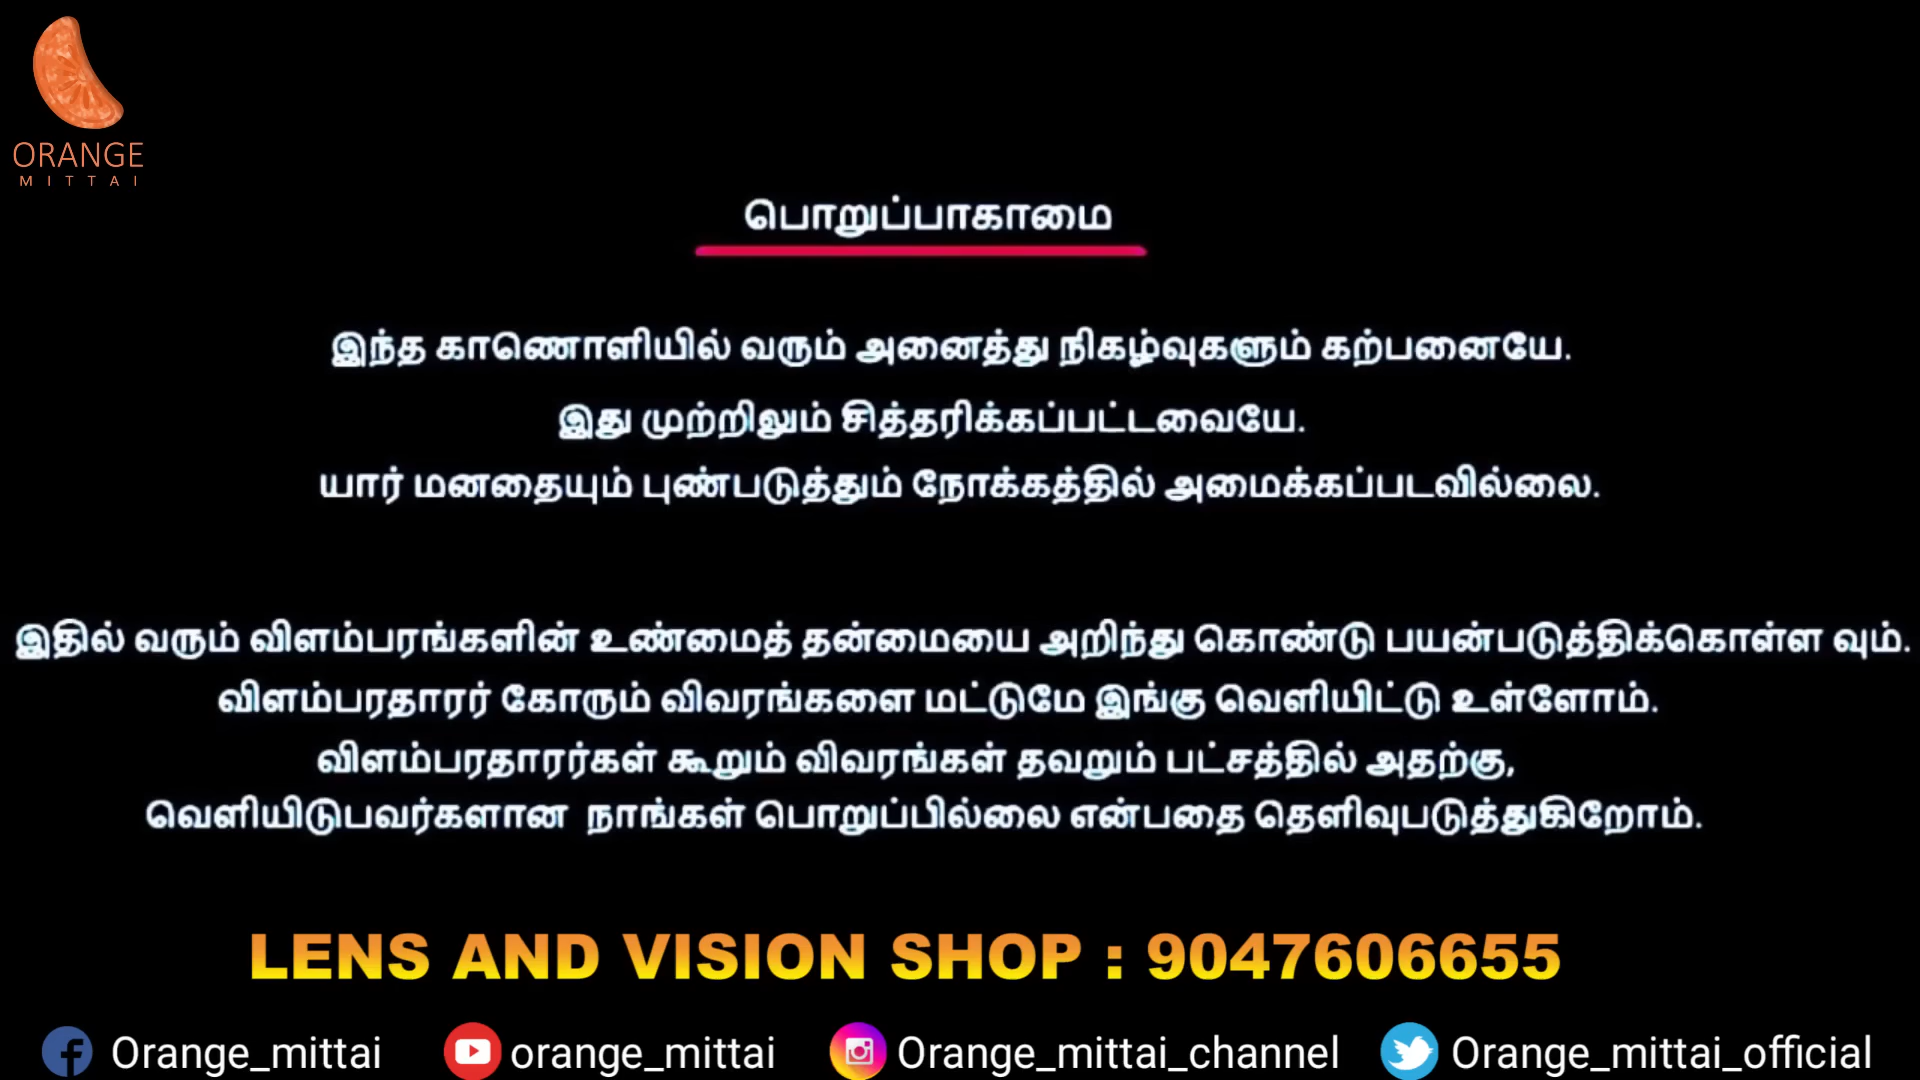 ORANGE
MITTAI
பொறுப்பாகாமை
இந்த காணொளியில் வரும் அனைத்து நிகழ்வுகளும் கற்பனையே.
இது முற்றிலும் சித்தரிக்கப்பட்டவையே.
யார் மனதையும் புண்படுத்தும் நோக்கத்தில் அமைக்கப்படவில்லை.
இதில் வரும் விளம்பரங்களின் உண்மைத் தன்மையை அறிந்து கொண்டு பயன்படுத்திக்கொள்ள வும்.
விளம்பரதாரர் கோரும் விவரங்களை மட்டுமே இங்கு வெளியிட்டு உள்ளோம்.
விளம்பரதாரர்கள் கூறும் விவரங்கள் தவறும் பட்சத்தில் அதற்கு,
வெளியிடுபவர்களான நாங்கள் பொறுப்பில்லை என்பதை தெளிவுபடுத்துகிறோம்.
LENS AND VISION SHOP : 9047606655
Orange_mittai orange_mittai Orange_mittai_channel Orange_mittai_official